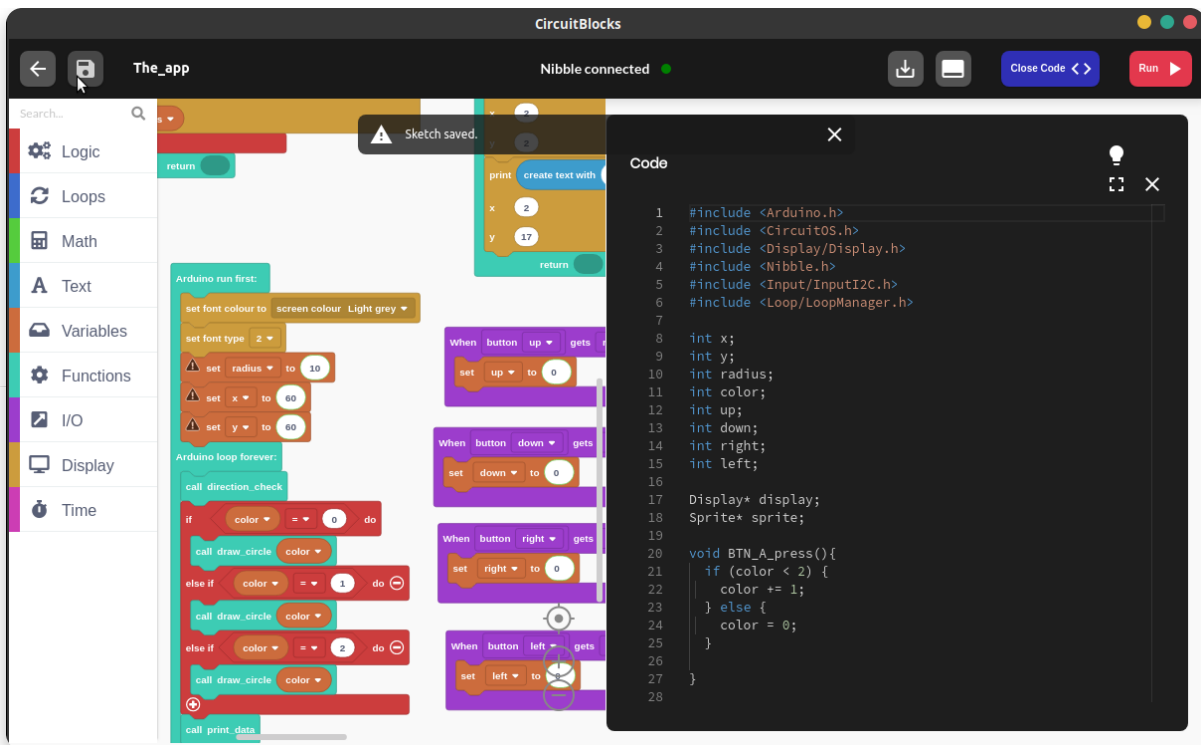 CircuitBlocks
The_app
Nibble connected
Close Code
Run
Search...
Logic
Loops
Math
Text
Variables
Functions
I/O
Display
Time
return
Sketch saved.
x 2
y 2
print create text with
x 2
y 17
return
Arduino run first:
set font colour to screen colour Light grey
set font type 2
set radius to 10
set x to 60
set y to 60
Arduino loop forever:
call direction_check
if color = 0 do
call draw_circle color
else if color = 1 do
call draw_circle color
else if color = 2 do
call draw_circle color
call print_data
When button up gets
set up to 0
When button down gets
set down to 0
When button right gets
set right to 0
When button left gets
set left to
Code
1 #include <Arduino.h>
2 #include <CircuitOS.h>
3 #include <Display/Display.h>
4 #include <Nibble.h>
5 #include <Input/InputI2C.h>
6 #include <Loop/LoopManager.h>
7
8 int x;
9 int y;
10 int radius;
11 int color;
12 int up;
13 int down;
14 int right;
15 int left;
16
17 Display* display;
18 Sprite* sprite;
19
20 void BTN_A_press(){
21 if (color < 2) {
22 color += 1;
23 } else {
24 color = 0;
25 }
26
27 }
28